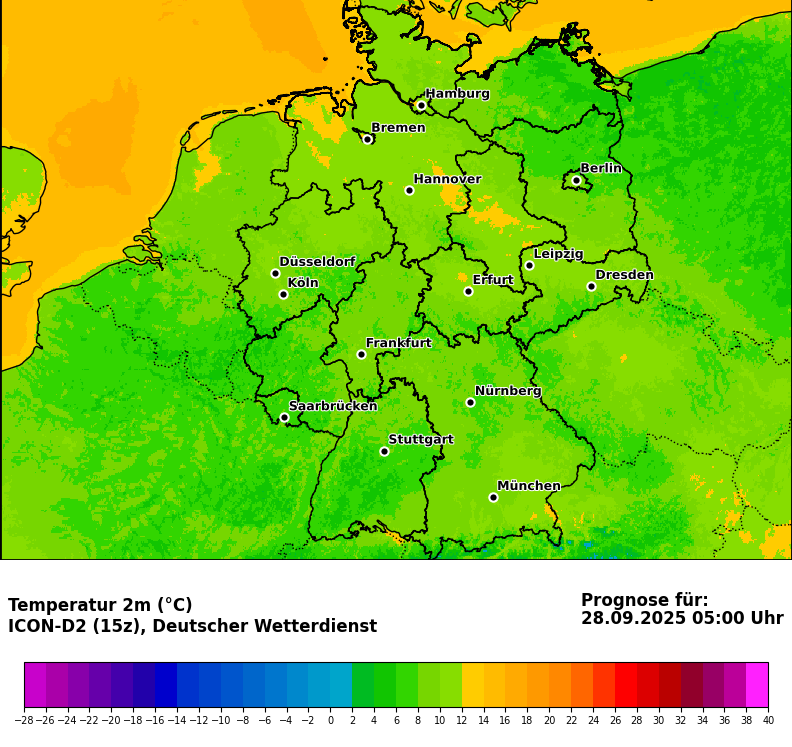 Hamburg
Bremen
Berlin
Hannover
Leipzig
Düsseldorf
Dresden
Köln
Erfurt
Frankfurt
Nürnberg
Saarbrücken
Stuttgart
München
Temperatur 2m (°C)
ICON-D2 (15z), Deutscher Wetterdienst
Prognose für:
28.09.2025 05:00 Uhr
−28 −26 −24 −22 −20 −18 −16 −14 −12 −10 −8 −6 −4 −2 0 2 4 6 8 10 12 14 16 18 20 22 24 26 28 30 32 34 36 38 40